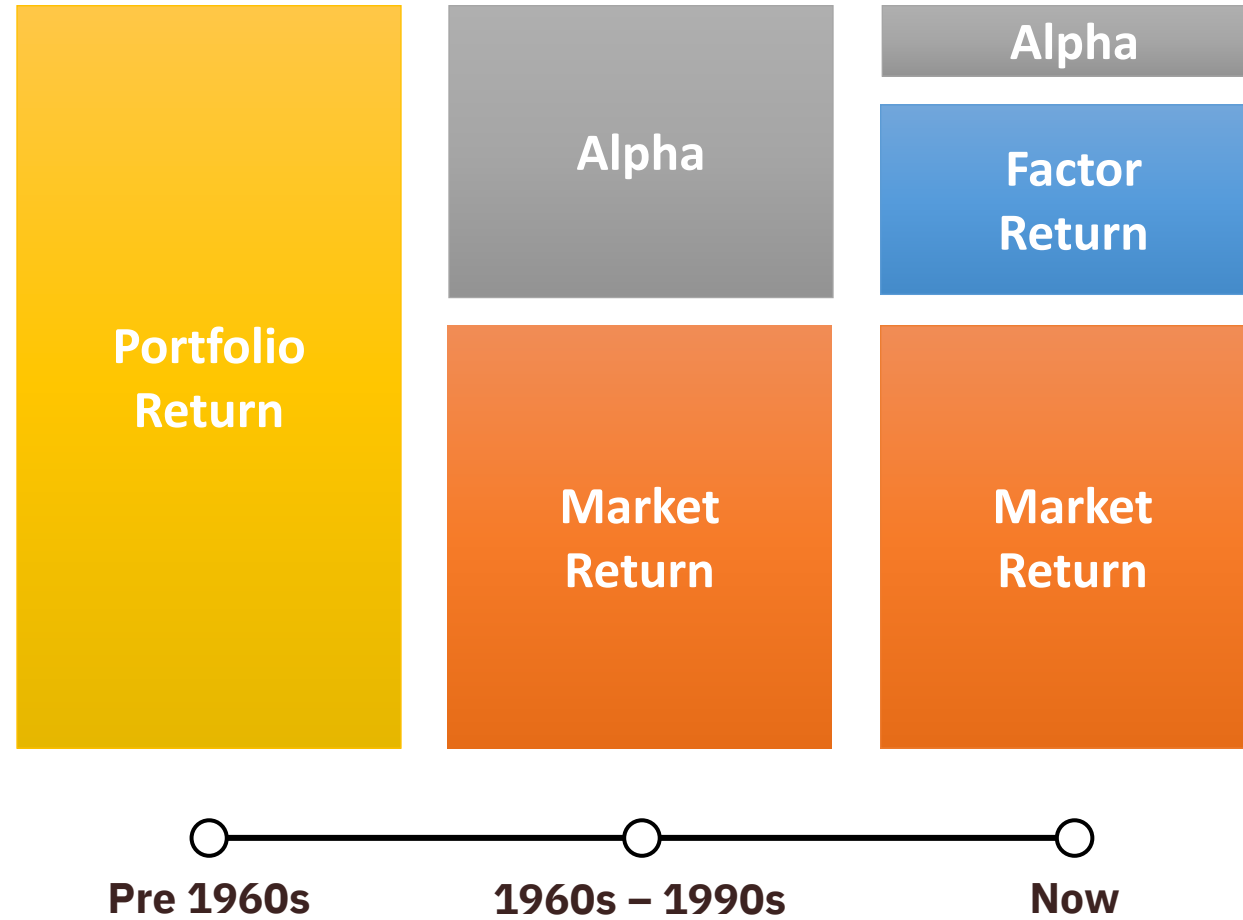 Portfolio
Return
Alpha
Market
Return
Alpha
Factor
Return
Market
Return
Pre 1960s
1960s – 1990s
Now